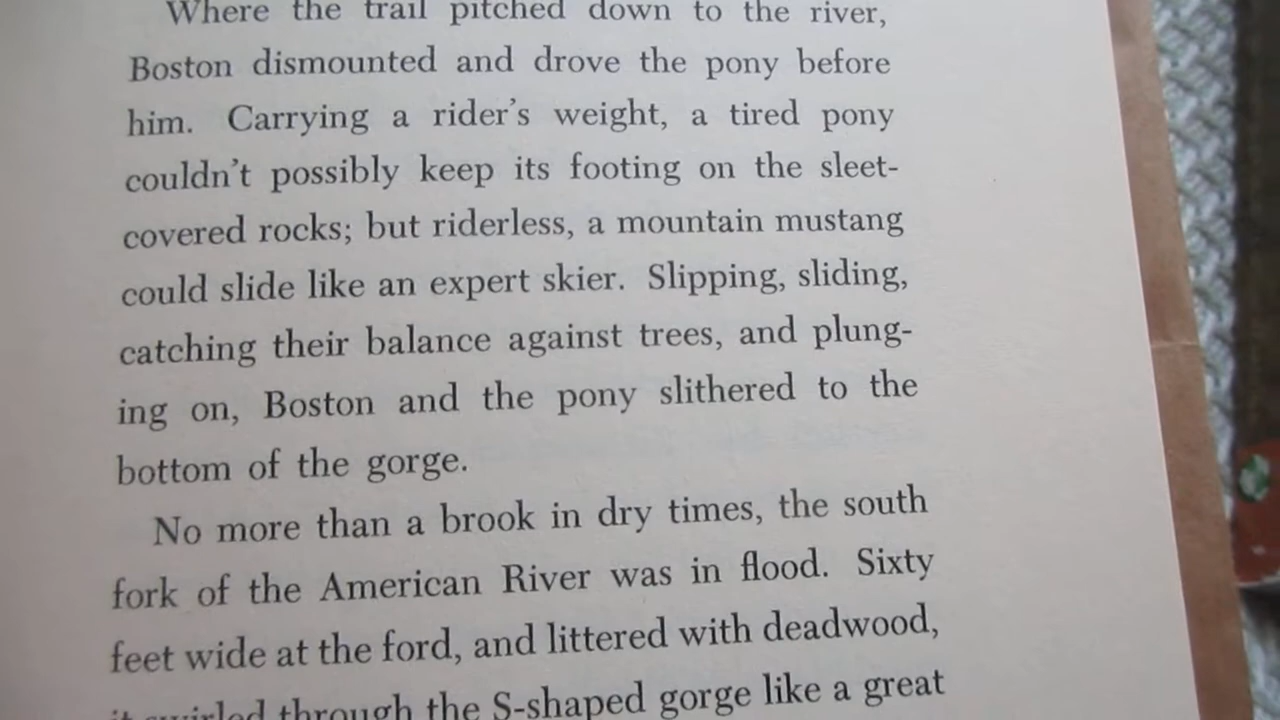 Where the trail pitched down to the river,
Boston dismounted and drove the pony before
him. Carrying a rider's weight, a tired pony
couldn't possibly keep its footing on the sleet-
covered rocks; but riderless, a mountain mustang
could slide like an expert skier. Slipping, sliding,
catching their balance against trees, and plung-
ing on, Boston and the pony slithered to the
bottom of the gorge.
No more than a brook in dry times, the south
fork of the American River was in flood. Sixty
feet wide at the ford, and littered with deadwood,
it swirled through the S-shaped gorge like a great